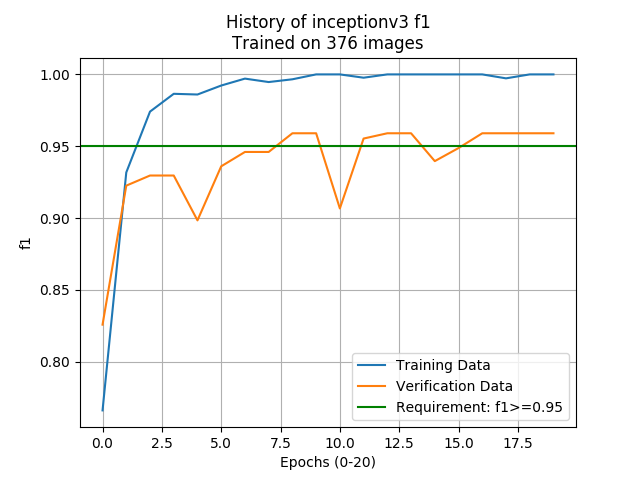 History of inceptionv3 f1
Trained on 376 images
1.00
0.95
0.90
0.85
0.80
f1
Training Data
Verification Data
Requirement: f1>=0.95
0.0 2.5 5.0 7.5 10.0 12.5 15.0 17.5
Epochs (0-20)